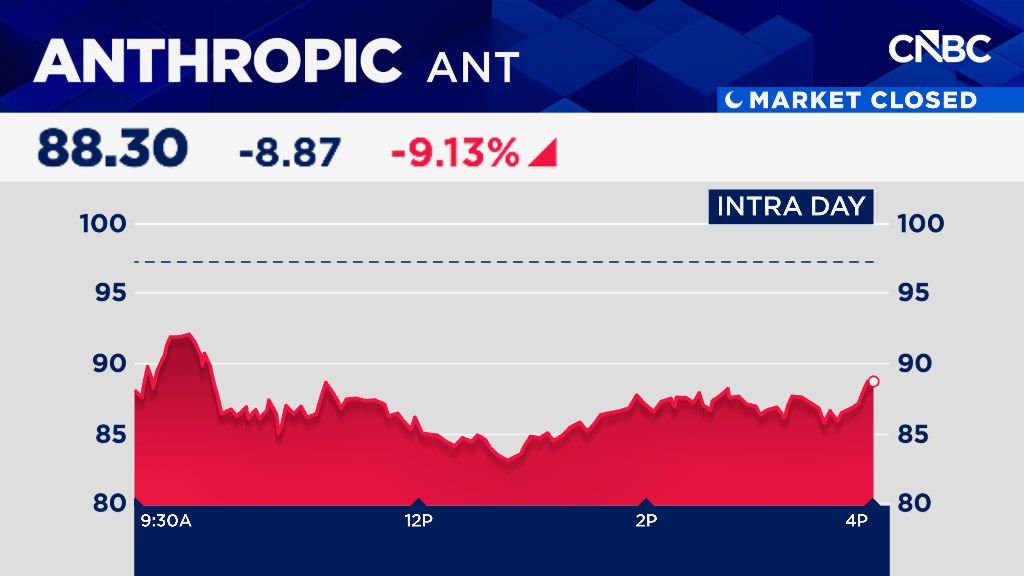 ANTHROPIC ANT
CNBC
MARKET CLOSED
88.30 -8.87 -9.13%
INTRA DAY
100 100
95 95
90 90
85 85
80 80
9:30A 12P 2P 4P